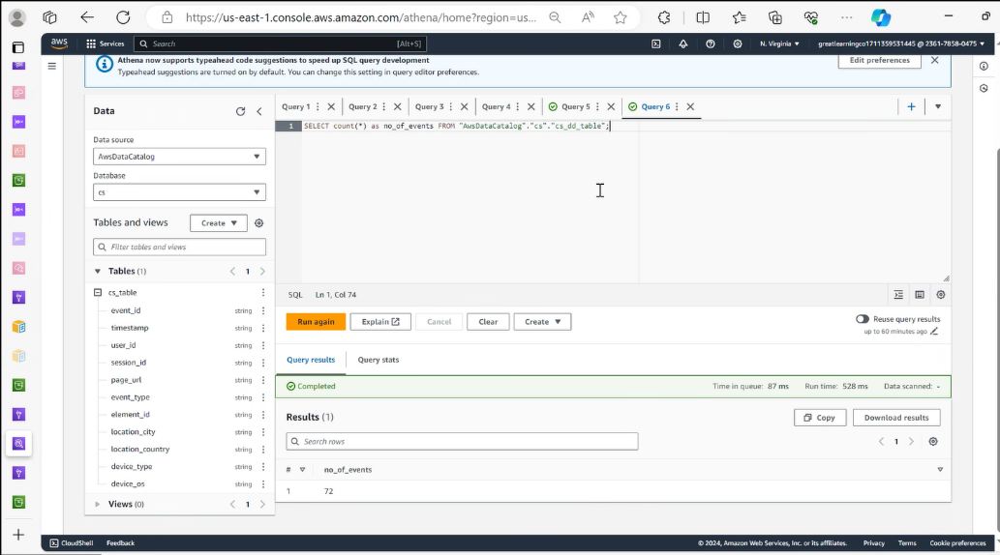 https://us-east-1.console.aws.amazon.com/athena/home?region=us...
aws
Services
Search
[Alt+S]
N. Virginia
greatlearningco1711359531445 @ 2361-7858-0475
Athena now supports typeahead code suggestions to speed up SQL query development
Typeahead suggestions are turned on by default. You can change this setting in query editor preferences.
Edit preferences
Data
Data source
AwsDataCatalog
Database
cs
Tables and views
Create
Filter tables and views
Tables (1)
1
cs_table
event_id string
timestamp string
user_id string
session_id string
page_url string
event_type string
element_id string
location_city string
location_country string
device_type string
device_os string
Views (0)
1
Query 1
Query 2
Query 3
Query 4
Query 5
Query 6
1 SELECT count(*) as no_of_events FROM "AwsDataCatalog"."cs"."cs_dd_table";
SQL Ln 1, Col 74
Run again
Explain
Cancel
Clear
Create
Reuse query results
up to 60 minutes ago
Query results
Query stats
Completed
Time in queue: 87 ms
Run time: 528 ms
Data scanned: -
Results (1)
Copy
Download results
Search rows
1
# no_of_events
1 72
CloudShell
Feedback
© 2024, Amazon Web Services, Inc. or its affiliates.
Privacy
Terms
Cookie preferences